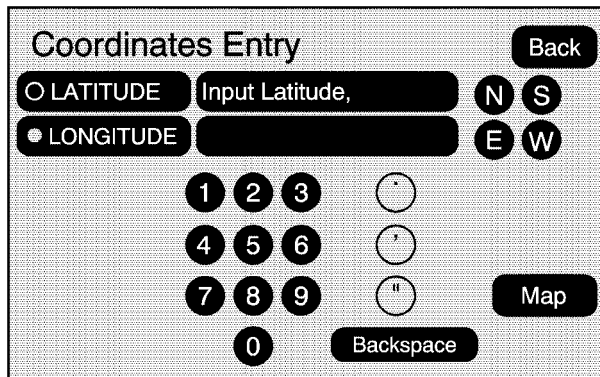 Coordinates Entry Back
LATITUDE Input Latitude, N S
LONGITUDE E W
1 2 3 .
4 5 6 ’
7 8 9 " Map
0 Backspace